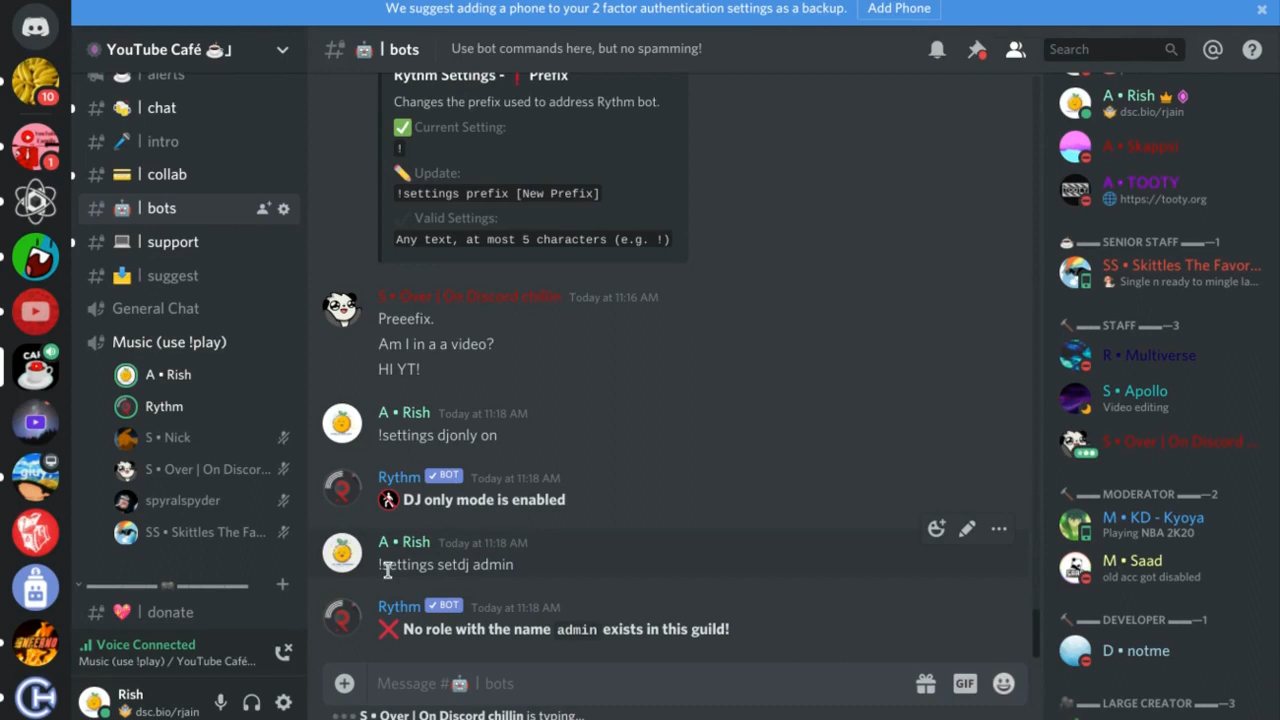 We suggest adding a phone to your 2 factor authentication settings as a backup. Add Phone
YouTube Café ☕」
alerts
chat
intro
collab
bots
support
suggest
General Chat
Music (use !play)
A • Rish
Rythm
S • Nick
S • Over | On Discor...
spyralspyder
SS • Skittles The Fa...
donate
Voice Connected
Music (use !play) / YouTube Café...
Rish
dsc.bio/rjain
10
1
CAF
| bots
Use bot commands here, but no spamming!
Search
Rythm Settings - ❗ Prefix
Changes the prefix used to address Rythm bot.
✅ Current Setting:
!
✏️ Update:
!settings prefix [New Prefix]
✔️ Valid Settings:
Any text, at most 5 characters (e.g. !)
S • Over | On Discord chillin Today at 11:16 AM
Preeefix.
Am I in a a video?
HI YT!
A • Rish Today at 11:18 AM
!settings djonly on
Rythm ✔ BOT Today at 11:18 AM
DJ only mode is enabled
A • Rish Today at 11:18 AM
!settings setdj admin
Rythm ✔ BOT Today at 11:18 AM
❌ No role with the name admin exists in this guild!
Message #🤖 | bots
GIF
S • Over | On Discord chillin is typing...
A • Rish
dsc.bio/rjain
A • Skappsi
A • TOOTY
https://tooty.org
SENIOR STAFF —1
SS • Skittles The Favor...
Single n ready to mingle la...
STAFF —3
R • Multiverse
S • Apollo
Video editing
S • Over | On Discord ...
MODERATOR —2
M • KD - Kyoya
Playing NBA 2K20
M • Saad
old acc got disabled
DEVELOPER —1
D • notme
LARGE CREATOR —3